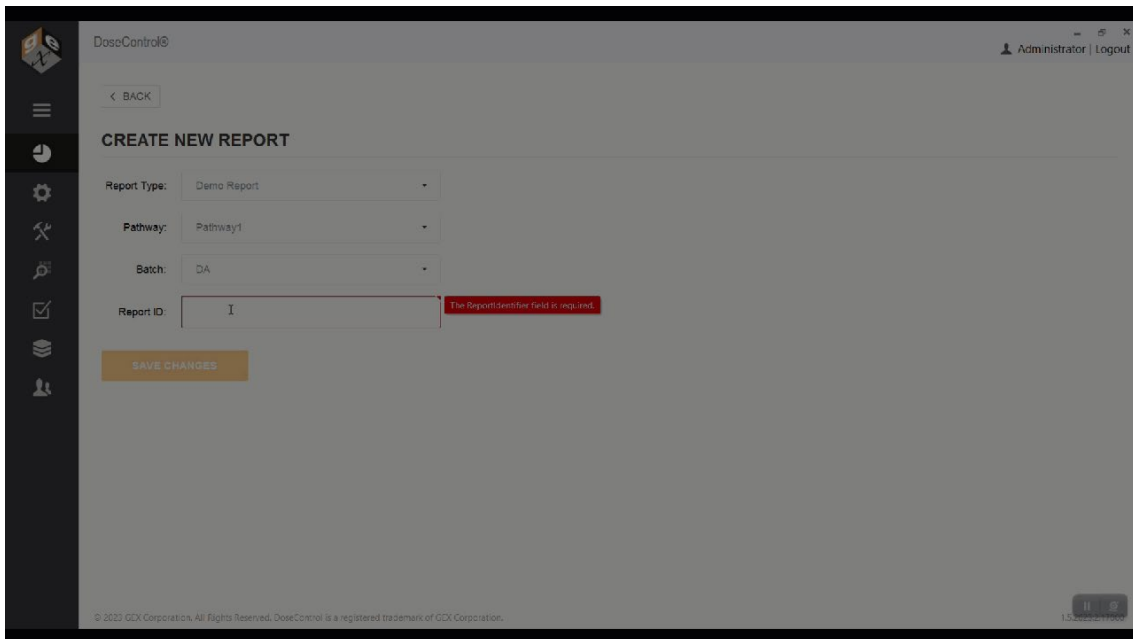 DoseControl®
Administrator | Logout
< BACK
CREATE NEW REPORT
Report Type: Demo Report
Pathway: Pathway1
Batch: DA
Report ID:
The ReportIdentifier field is required.
SAVE CHANGES
© 2023 GEX Corporation. All Rights Reserved. DoseControl is a registered trademark of GEX Corporation.